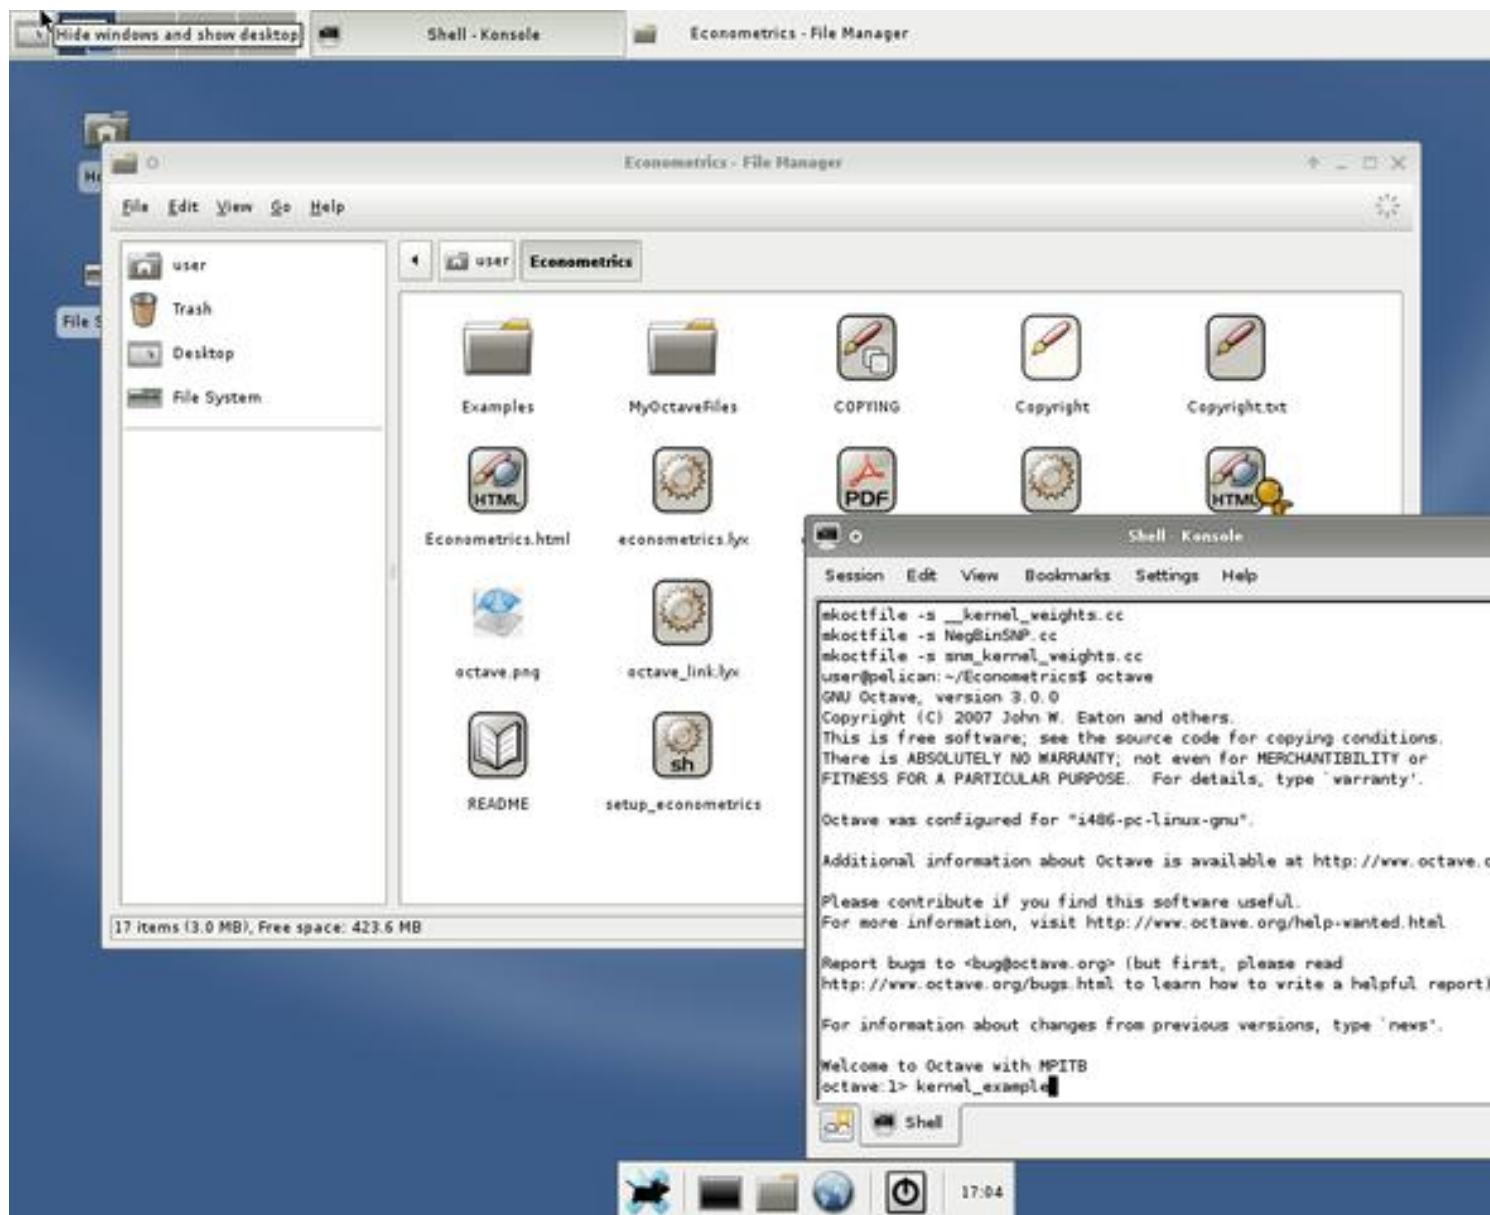 Hide windows and show desktop
Shell - Konsole
Econometrics - File Manager
Econometrics - File Manager
File Edit View Go Help
user
Trash
Desktop
File System
File S
user Econometrics
Examples MyOctaveFiles COPYING Copyright Copyright.txt
HTML PDF HTML
Econometrics.html econometrics.lyx
octave.png octave_link.lyx
sh
README setup_econometrics
17 items (3.0 MB), Free space: 423.6 MB
Shell - Konsole
Session Edit View Bookmarks Settings Help
mkoctfile -s __kernel_weights.cc
mkoctfile -s NegBinSNP.cc
mkoctfile -s snm_kernel_weights.cc
user@pelican:~/Econometrics$ octave
GNU Octave, version 3.0.0
Copyright (C) 2007 John W. Eaton and others.
This is free software; see the source code for copying conditions.
There is ABSOLUTELY NO WARRANTY; not even for MERCHANTIBILITY or
FITNESS FOR A PARTICULAR PURPOSE.  For details, type `warranty'.
Octave was configured for "i486-pc-linux-gnu".
Additional information about Octave is available at http://www.octave.o
Please contribute if you find this software useful.
For more information, visit http://www.octave.org/help-wanted.html
Report bugs to <bug@octave.org> (but first, please read
http://www.octave.org/bugs.html to learn how to write a helpful report)
For information about changes from previous versions, type `news'.
Welcome to Octave with MPITB
octave:1> kernel_example
Shell
17:04